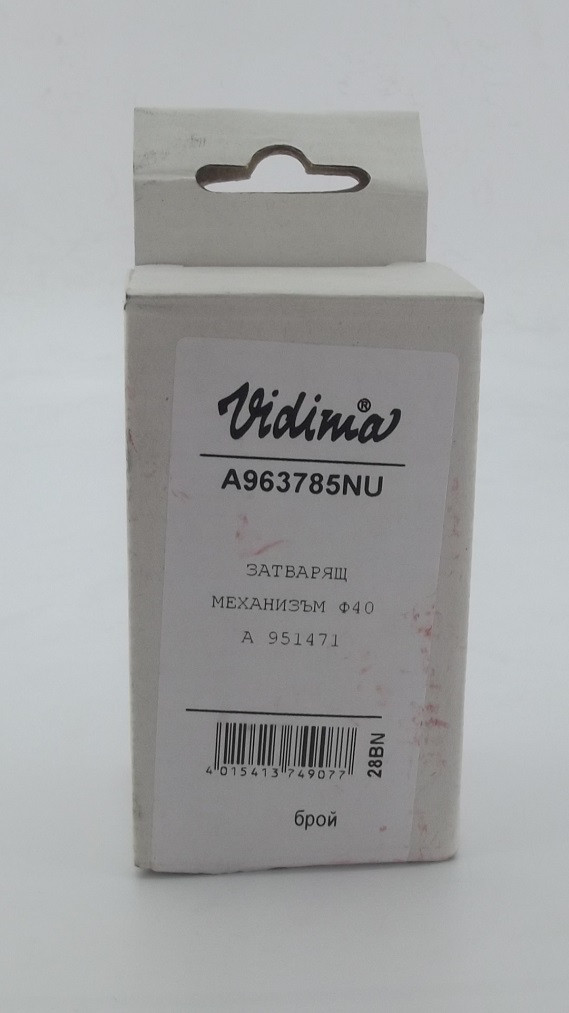 Vidima®
A963785NU
ЗАТВАРЯЩ
МЕХАНИЗЪМ Ф40
А 951471
4 015413 749077
28BN
брой